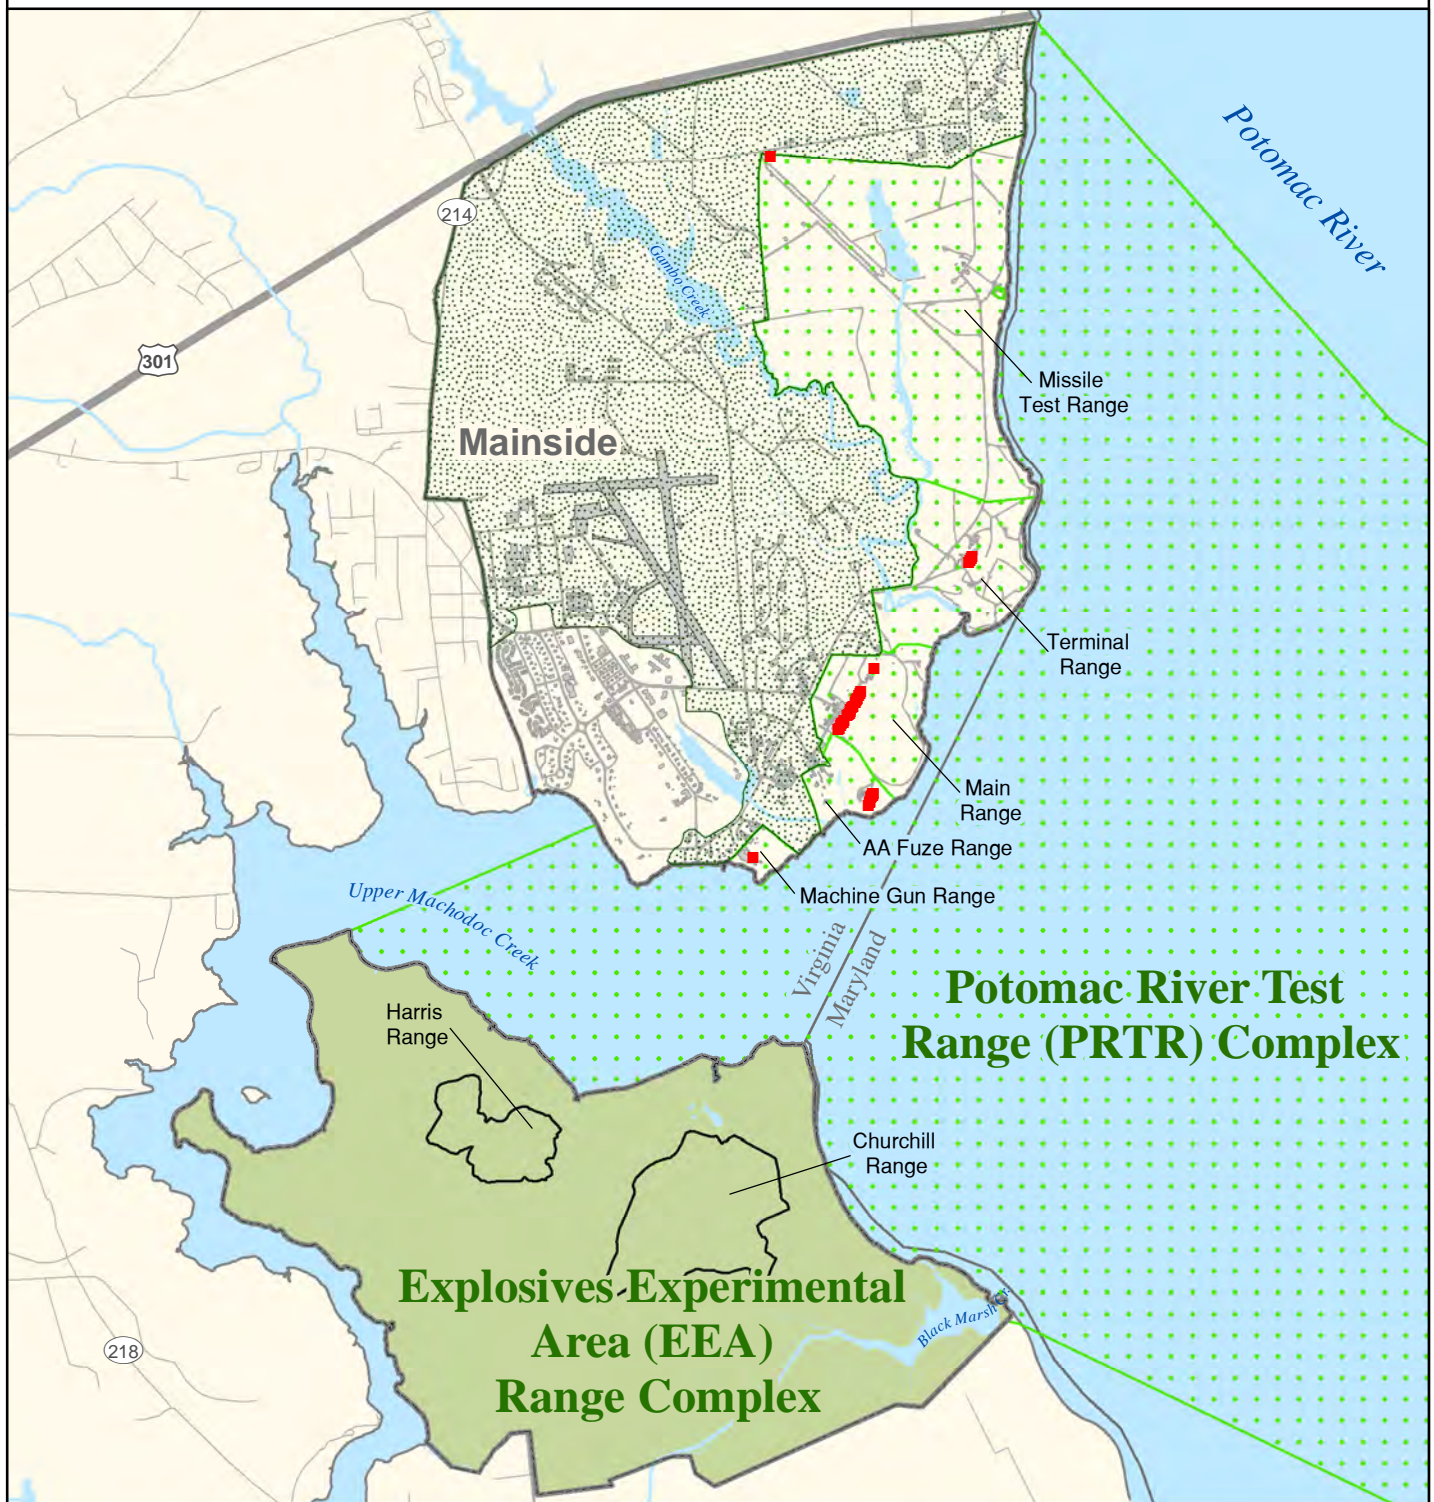 Potomac River
214
Gambo Creek
301
Missile
Test Range
Mainside
Terminal
Range
Main
Range
AA Fuze Range
Machine Gun Range
Upper Machodoc Creek
Virginia
Maryland
Potomac River Test
Range (PRTR) Complex
Harris
Range
Churchill
Range
Explosives Experimental
Area (EEA)
Range Complex
Black Marsh Cr.
218